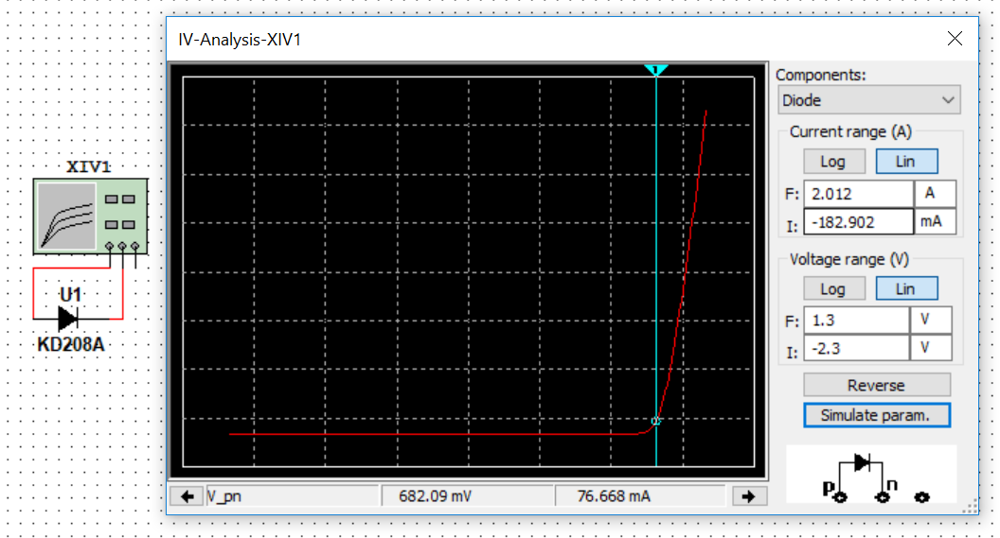 IV-Analysis-XIV1
XIV1
U1
KD208A
1
Components:
Diode
Current range (A)
Log Lin
F: 2.012 A
I: -182.902 mA
Voltage range (V)
Log Lin
F: 1.3 V
I: -2.3 V
Reverse
Simulate param.
p n
V_pn 682.09 mV 76.668 mA